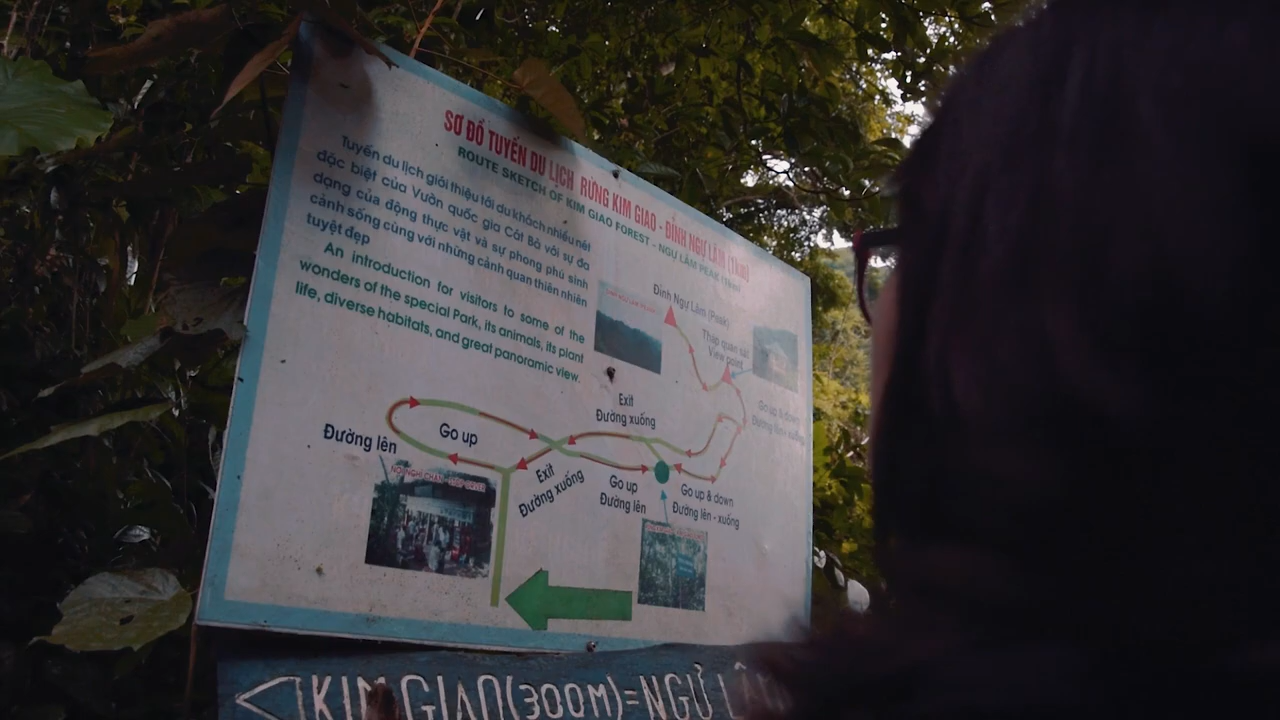 SƠ ĐỒ TUYẾN DU LỊCH RỪNG KIM GIAO - ĐỈNH NGỰ LÂM (1km)
ROUTE SKETCH OF KIM GIAO FOREST - NGỰ LÂM PEAK (1km)
Tuyến du lịch giới thiệu tới du khách nhiều nét
đặc biệt của Vườn quốc gia Cát Bà với sự đa
dạng của động thực vật và sự phong phú sinh
cảnh sống cùng với những cảnh quan thiên nhiên
tuyệt đẹp
An introduction for visitors to some of the
wonders of the special Park, its animals, its plant
life, diverse habitats, and great panoramic view.
Đỉnh Ngự Lâm (Peak)
Tháp quan sát
View point
Go up & down
Đường lên - xuống
Exit
Đường xuống
Go up
Đường lên
Exit
Đường xuống
Go up
Đường lên
Go up & down
Đường lên - xuống
KIM GIAO(300M)=NGỰ LÂ